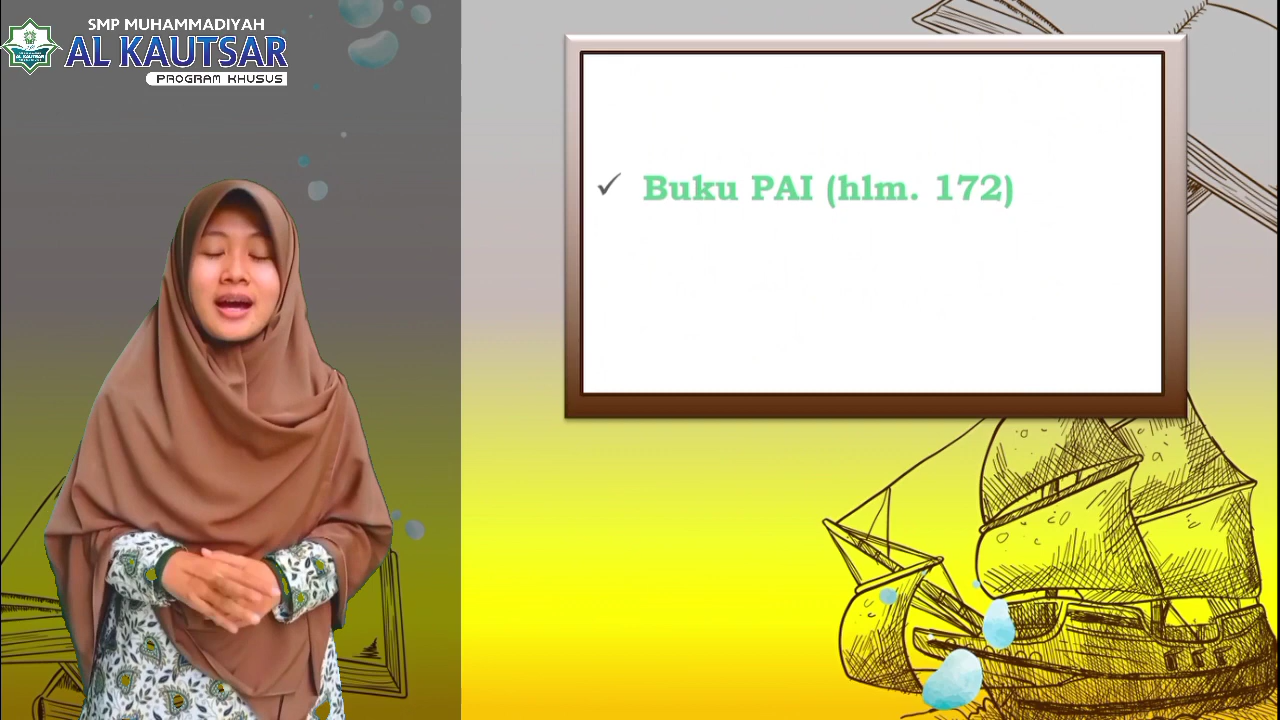 SMP MUHAMMADIYAH
AL KAUTSAR
PROGRAM KHUSUS
✓ Buku PAI (hlm. 172)